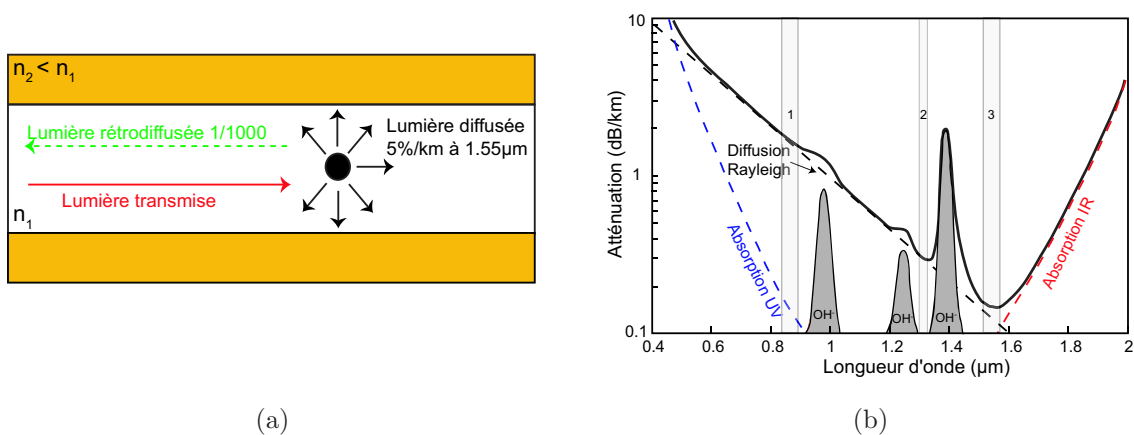 n2 < n1
Lumière rétrodiffusée 1/1000
Lumière diffusée
5%/km à 1.55µm
Lumière transmise
n1
(a)
Atténuation (dB/km)
10
1
0.1
1
2
3
Diffusion
Rayleigh
Absorption UV
Absorption IR
OH-
OH-
OH-
0.4
0.6
0.8
1
1.2
1.4
1.6
1.8
2
Longueur d'onde (µm)
(b)